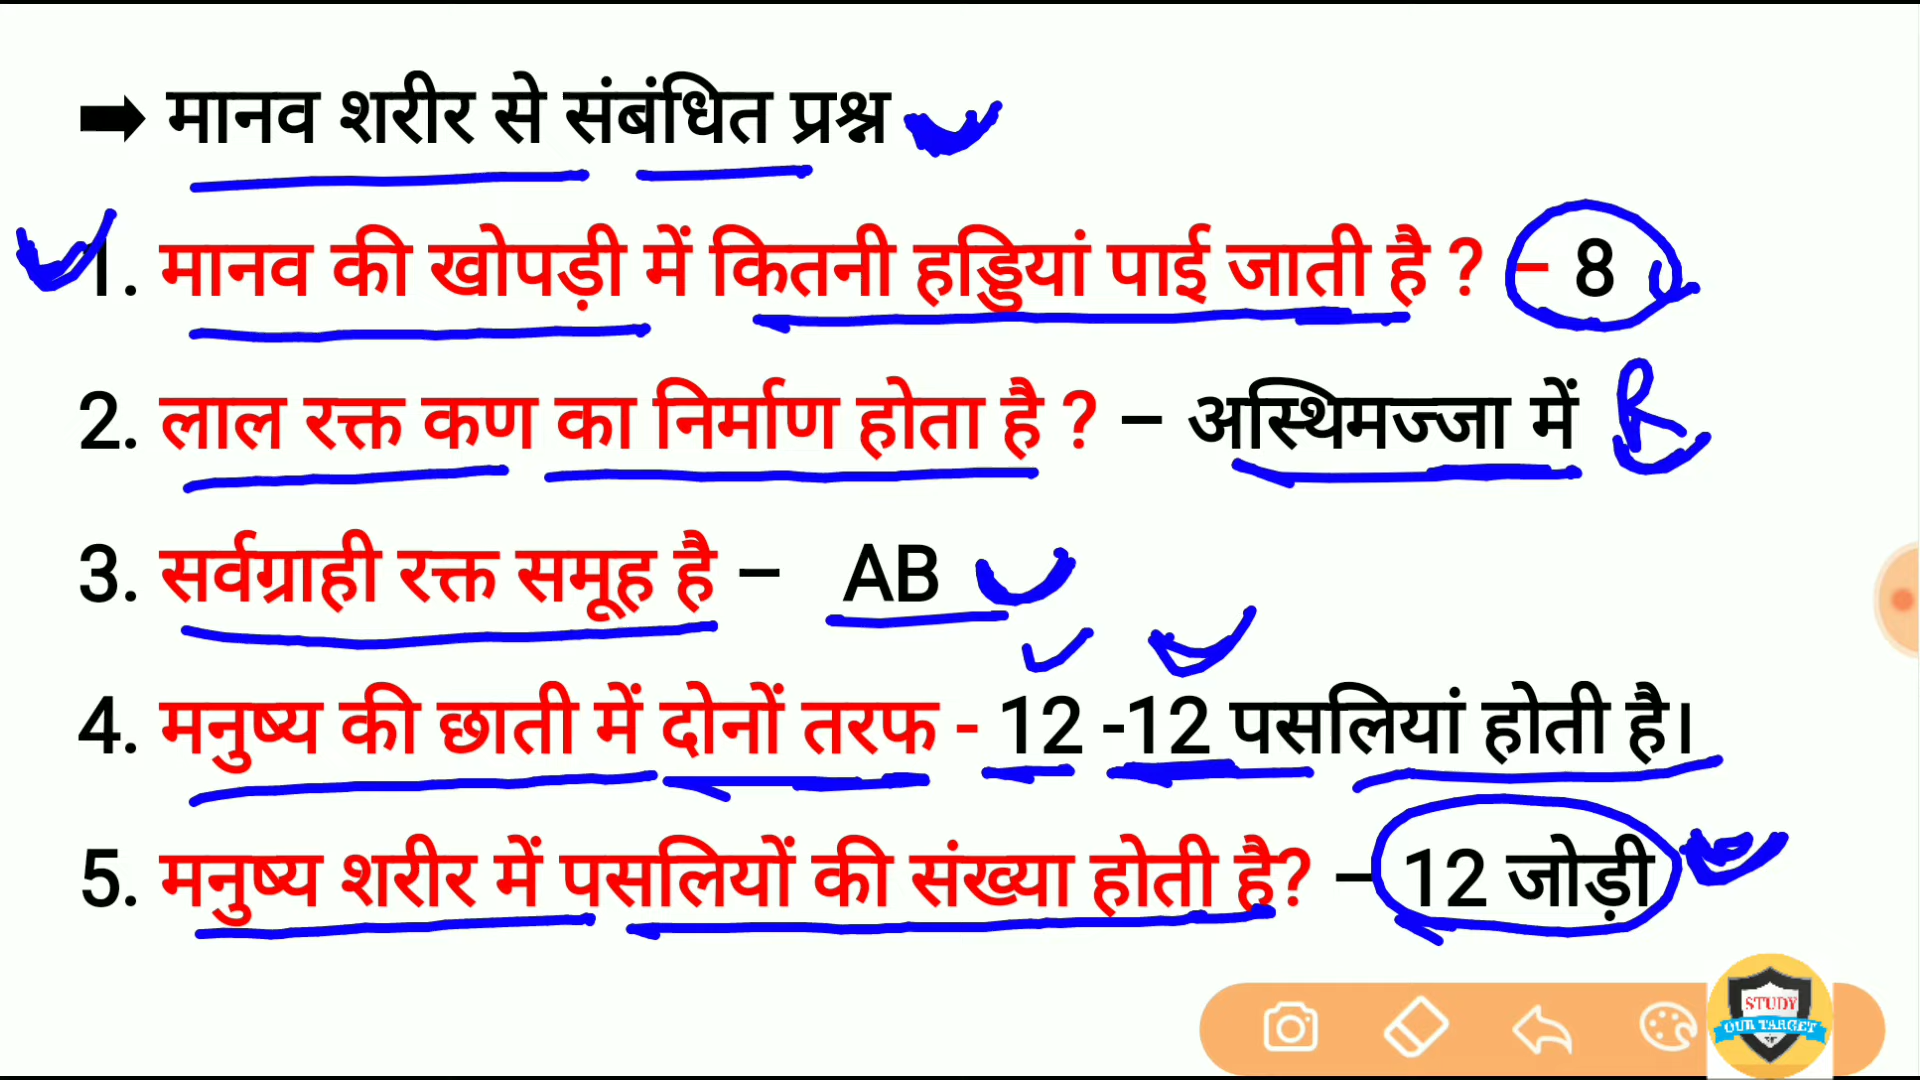 ➡ मानव शरीर से संबंधित प्रश्न
1. मानव की खोपड़ी में कितनी हड्डियां पाई जाती है ? – 8
2. लाल रक्त कण का निर्माण होता है ? – अस्थिमज्जा में
3. सर्वग्राही रक्त समूह है – AB
4. मनुष्य की छाती में दोनों तरफ - 12 -12 पसलियां होती है।
5. मनुष्य शरीर में पसलियों की संख्या होती है? – 12 जोड़ी
STUDY
OUR TARGET